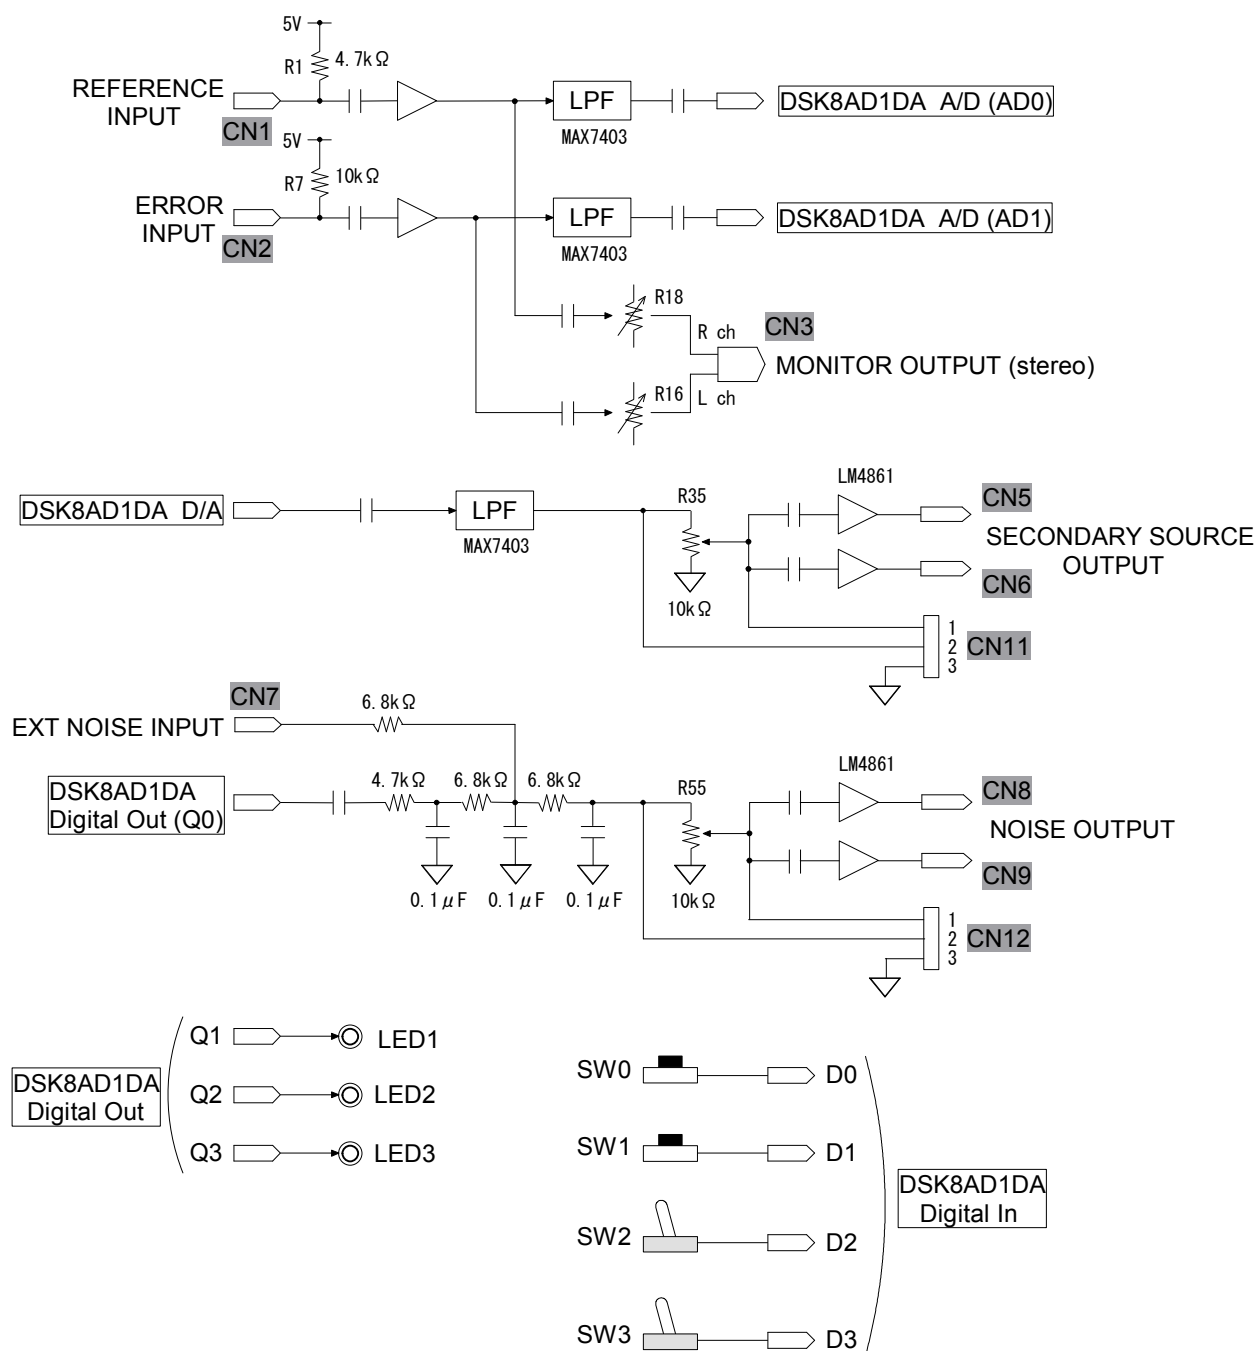 5V
R1
4.7kΩ
REFERENCE
INPUT
CN1
LPF
MAX7403
DSK8AD1DA A/D (AD0)
5V
R7
10kΩ
ERROR
INPUT
CN2
LPF
MAX7403
DSK8AD1DA A/D (AD1)
R18
R ch
CN3
MONITOR OUTPUT (stereo)
R16
L ch
DSK8AD1DA D/A
LPF
MAX7403
R35
10kΩ
LM4861
CN5
SECONDARY SOURCE
OUTPUT
CN6
1
2
3
CN11
CN7
EXT NOISE INPUT
6.8kΩ
DSK8AD1DA
Digital Out (Q0)
4.7kΩ
6.8kΩ
6.8kΩ
0.1μF
0.1μF
0.1μF
R55
10kΩ
LM4861
CN8
NOISE OUTPUT
CN9
1
2
3
CN12
DSK8AD1DA
Digital Out
Q1
LED1
Q2
LED2
Q3
LED3
SW0
D0
SW1
D1
SW2
D2
SW3
D3
DSK8AD1DA
Digital In